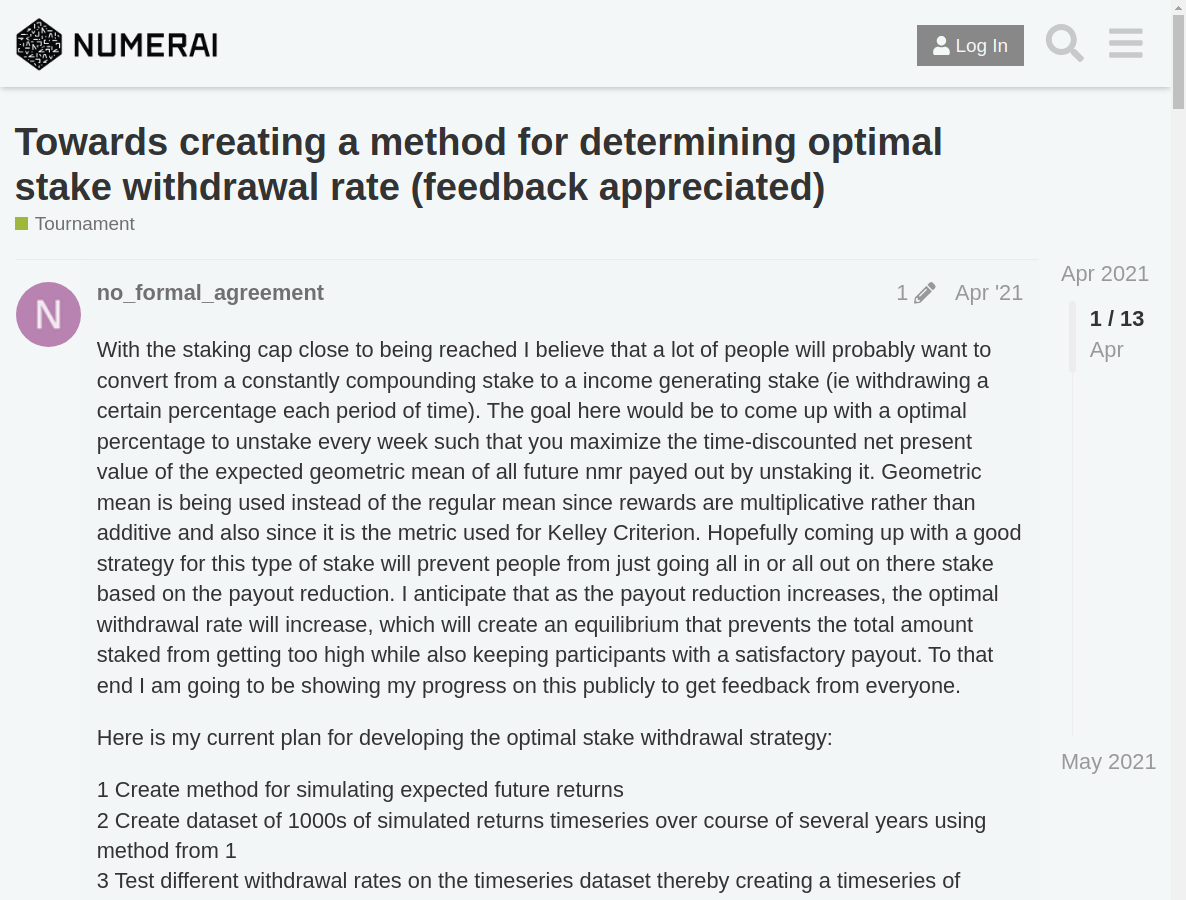 NUMERAI
Log In
Towards creating a method for determining optimal
stake withdrawal rate (feedback appreciated)
Tournament
N
no_formal_agreement
1
Apr '21
With the staking cap close to being reached I believe that a lot of people will probably want to
convert from a constantly compounding stake to a income generating stake (ie withdrawing a
certain percentage each period of time). The goal here would be to come up with a optimal
percentage to unstake every week such that you maximize the time-discounted net present
value of the expected geometric mean of all future nmr payed out by unstaking it. Geometric
mean is being used instead of the regular mean since rewards are multiplicative rather than
additive and also since it is the metric used for Kelley Criterion. Hopefully coming up with a good
strategy for this type of stake will prevent people from just going all in or all out on there stake
based on the payout reduction. I anticipate that as the payout reduction increases, the optimal
withdrawal rate will increase, which will create an equilibrium that prevents the total amount
staked from getting too high while also keeping participants with a satisfactory payout. To that
end I am going to be showing my progress on this publicly to get feedback from everyone.
Here is my current plan for developing the optimal stake withdrawal strategy:
1 Create method for simulating expected future returns
2 Create dataset of 1000s of simulated returns timeseries over course of several years using
method from 1
3 Test different withdrawal rates on the timeseries dataset thereby creating a timeseries of
Apr 2021
1 / 13
Apr
May 2021